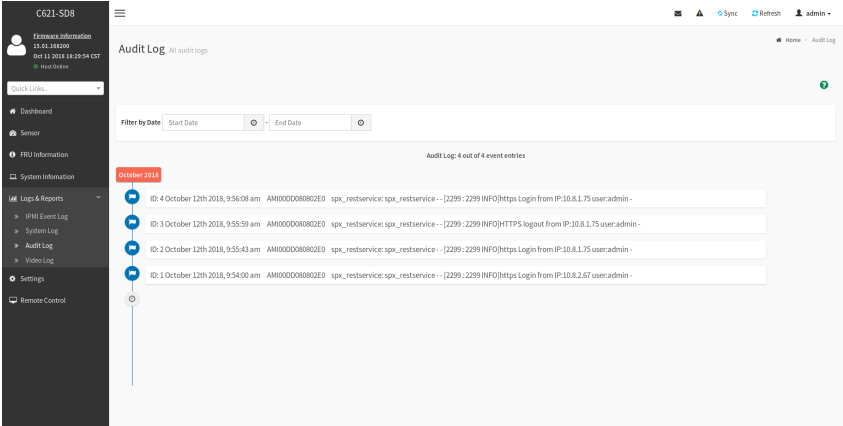 C621-SD8
Firmware Information
15.01.168200
Oct 11 2018 18:29:54 CST
Host Online
Quick Links..
Dashboard
Sensor
FRU Information
System Infomation
Logs & Reports
» IPMI Event Log
» System Log
» Audit Log
» Video Log
Settings
Remote Control
Sync Refresh admin
Audit Log All audit logs
Home > Audit Log
Filter by Date Start Date - End Date
Audit Log: 4 out of 4 event entries
October 2018
ID: 4 October 12th 2018, 9:56:08 am AMI00DD080802E0 spx_restservice: spx_restservice - - [2299 : 2299 INFO]https Login from IP:10.8.1.75 user:admin -
ID: 3 October 12th 2018, 9:55:59 am AMI00DD080802E0 spx_restservice: spx_restservice - - [2299 : 2299 INFO]HTTPS logout from IP:10.8.1.75 user:admin -
ID: 2 October 12th 2018, 9:55:43 am AMI00DD080802E0 spx_restservice: spx_restservice - - [2299 : 2299 INFO]https Login from IP:10.8.1.75 user:admin -
ID: 1 October 12th 2018, 9:54:00 am AMI00DD080802E0 spx_restservice: spx_restservice - - [2299 : 2299 INFO]https Login from IP:10.8.2.67 user:admin -